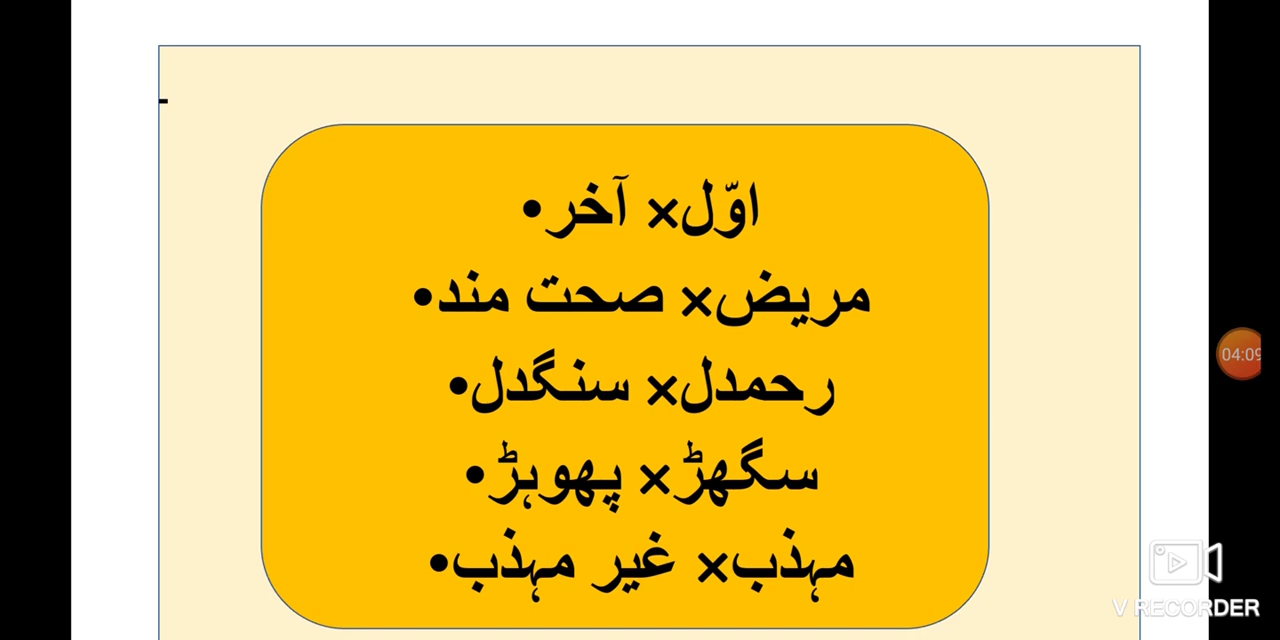 اوّل× آخر•
مریض× صحت مند•
رحمدل× سنگدل•
سگھڑ× پھوہڑ•
مہذب× غیر مہذب•
04:09
V RECORDER